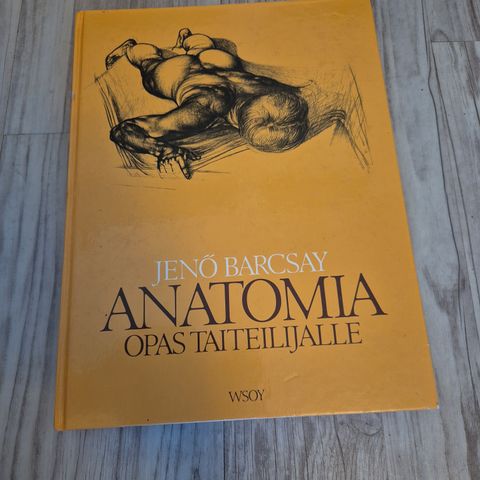 JENŐ BARCSAY
ANATOMIA
OPAS TAITEILIJALLE
WSOY